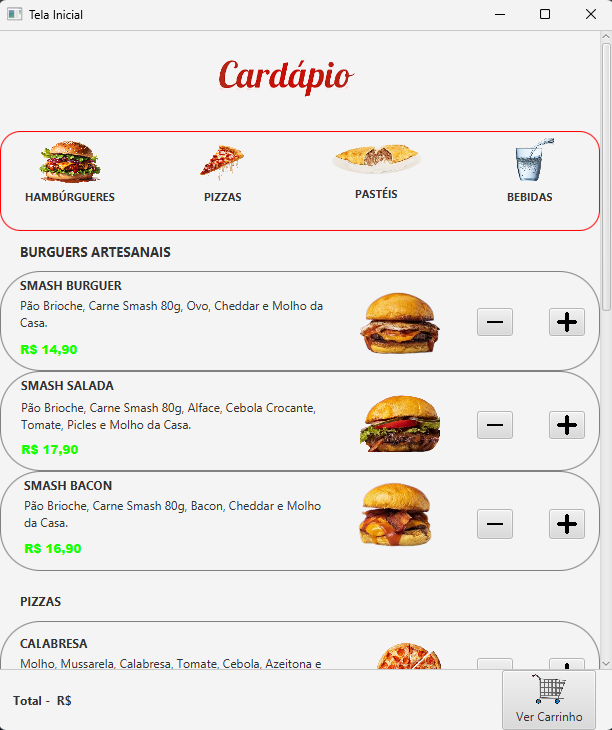 Tela Inicial
Cardápio
HAMBÚRGUERES
PIZZAS
PASTÉIS
BEBIDAS
BURGUERS ARTESANAIS
SMASH BURGUER
Pão Brioche, Carne Smash 80g, Ovo, Cheddar e Molho da
Casa.
R$ 14,90
SMASH SALADA
Pão Brioche, Carne Smash 80g, Alface, Cebola Crocante,
Tomate, Picles e Molho da Casa.
R$ 17,90
SMASH BACON
Pão Brioche, Carne Smash 80g, Bacon, Cheddar e Molho
da Casa.
R$ 16,90
PIZZAS
CALABRESA
Molho, Mussarela, Calabresa, Tomate, Cebola, Azeitona e
Total - R$
Ver Carrinho